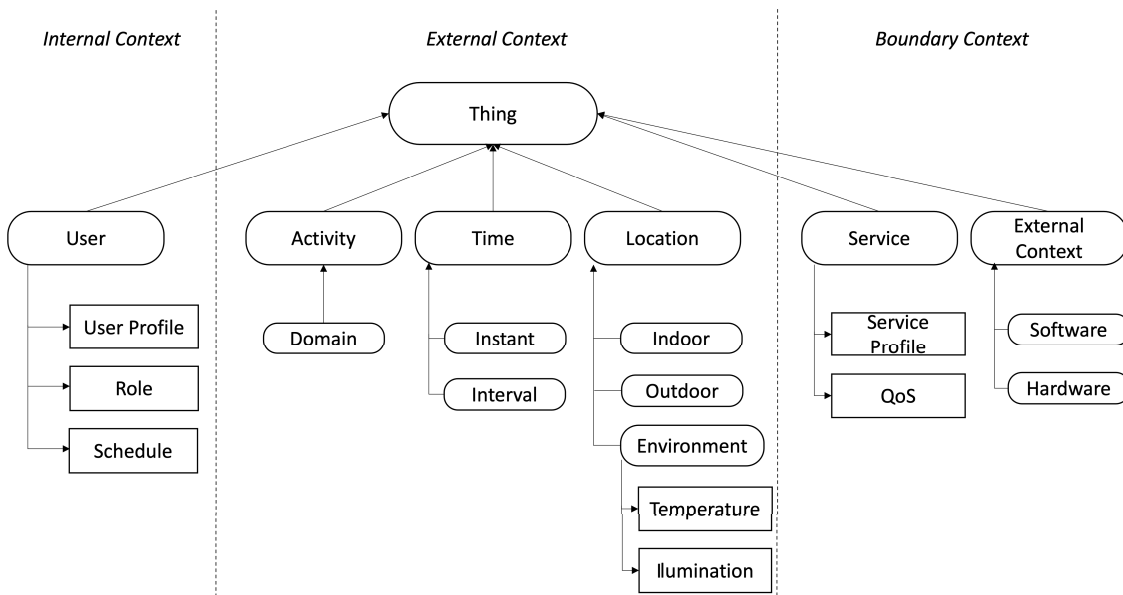 Internal Context
External Context
Boundary Context
Thing
User
Activity
Time
Location
Service
External
Context
User Profile
Role
Schedule
Domain
Instant
Interval
Indoor
Outdoor
Environment
Temperature
Illumination
Service
Profile
QoS
Software
Hardware